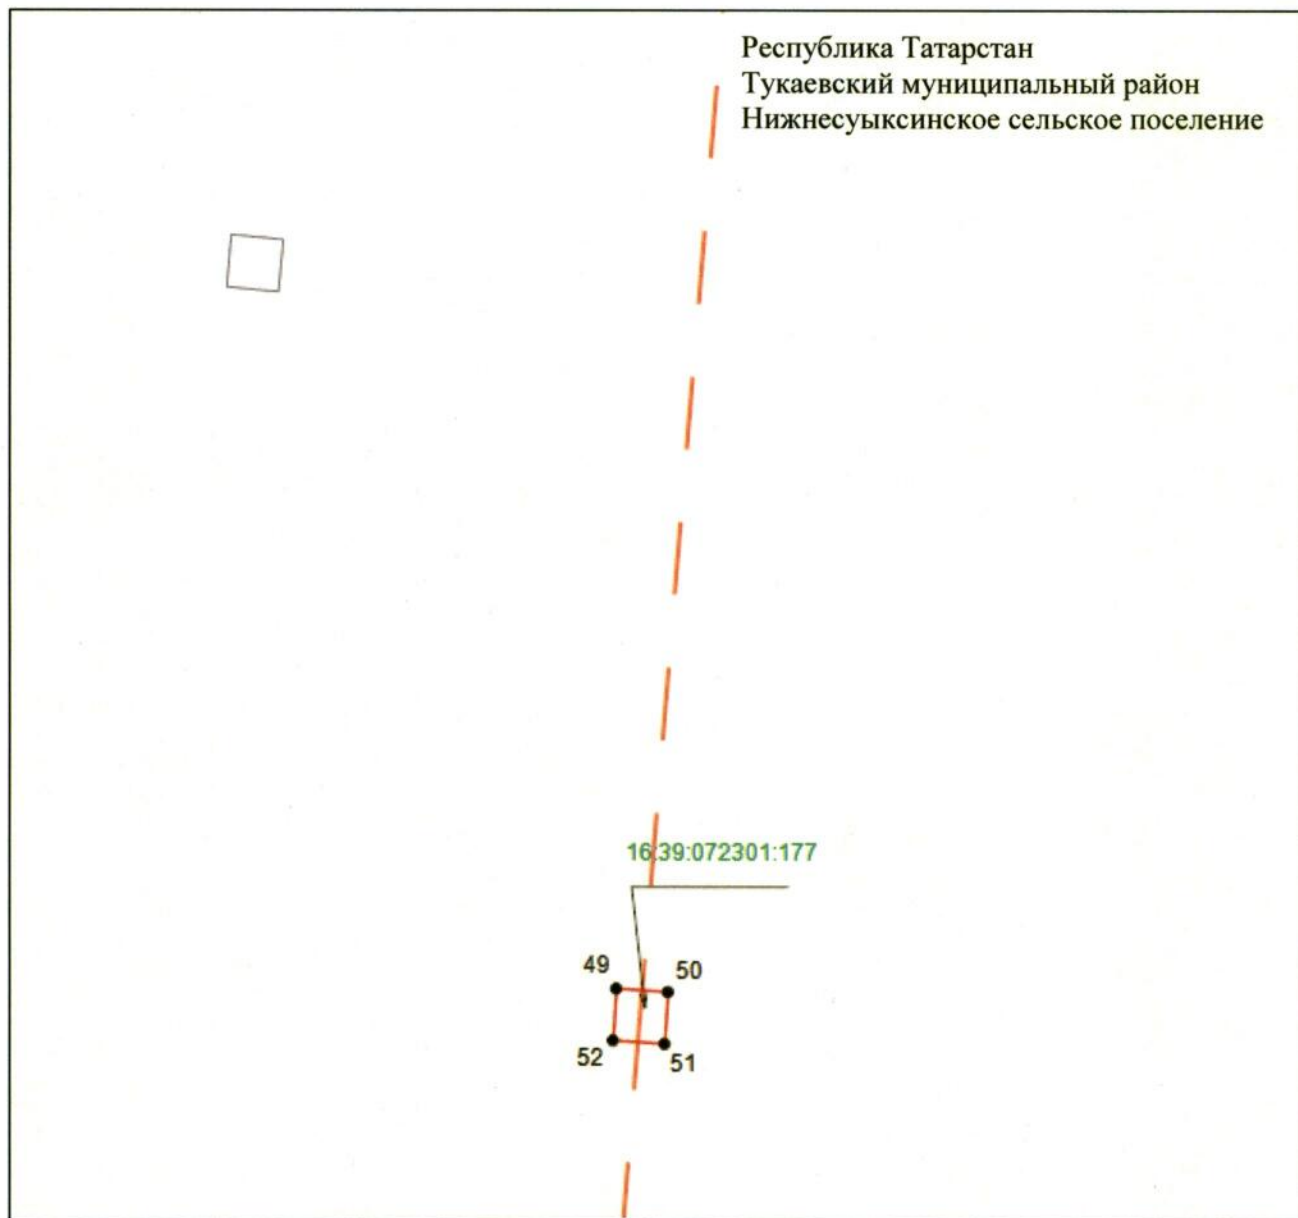 Республика Татарстан
Тукаевский муниципальный район
Нижнесуыксинское сельское поселение
16:39:072301:177
49
50
52
51